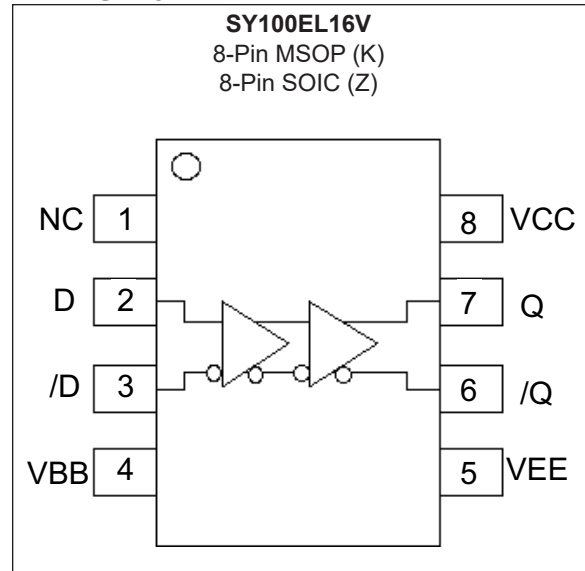 SY100EL16V
8-Pin MSOP (K)
8-Pin SOIC (Z)
NC 1 8 VCC
D 2 7 Q
/D 3 6 /Q
VBB 4 5 VEE